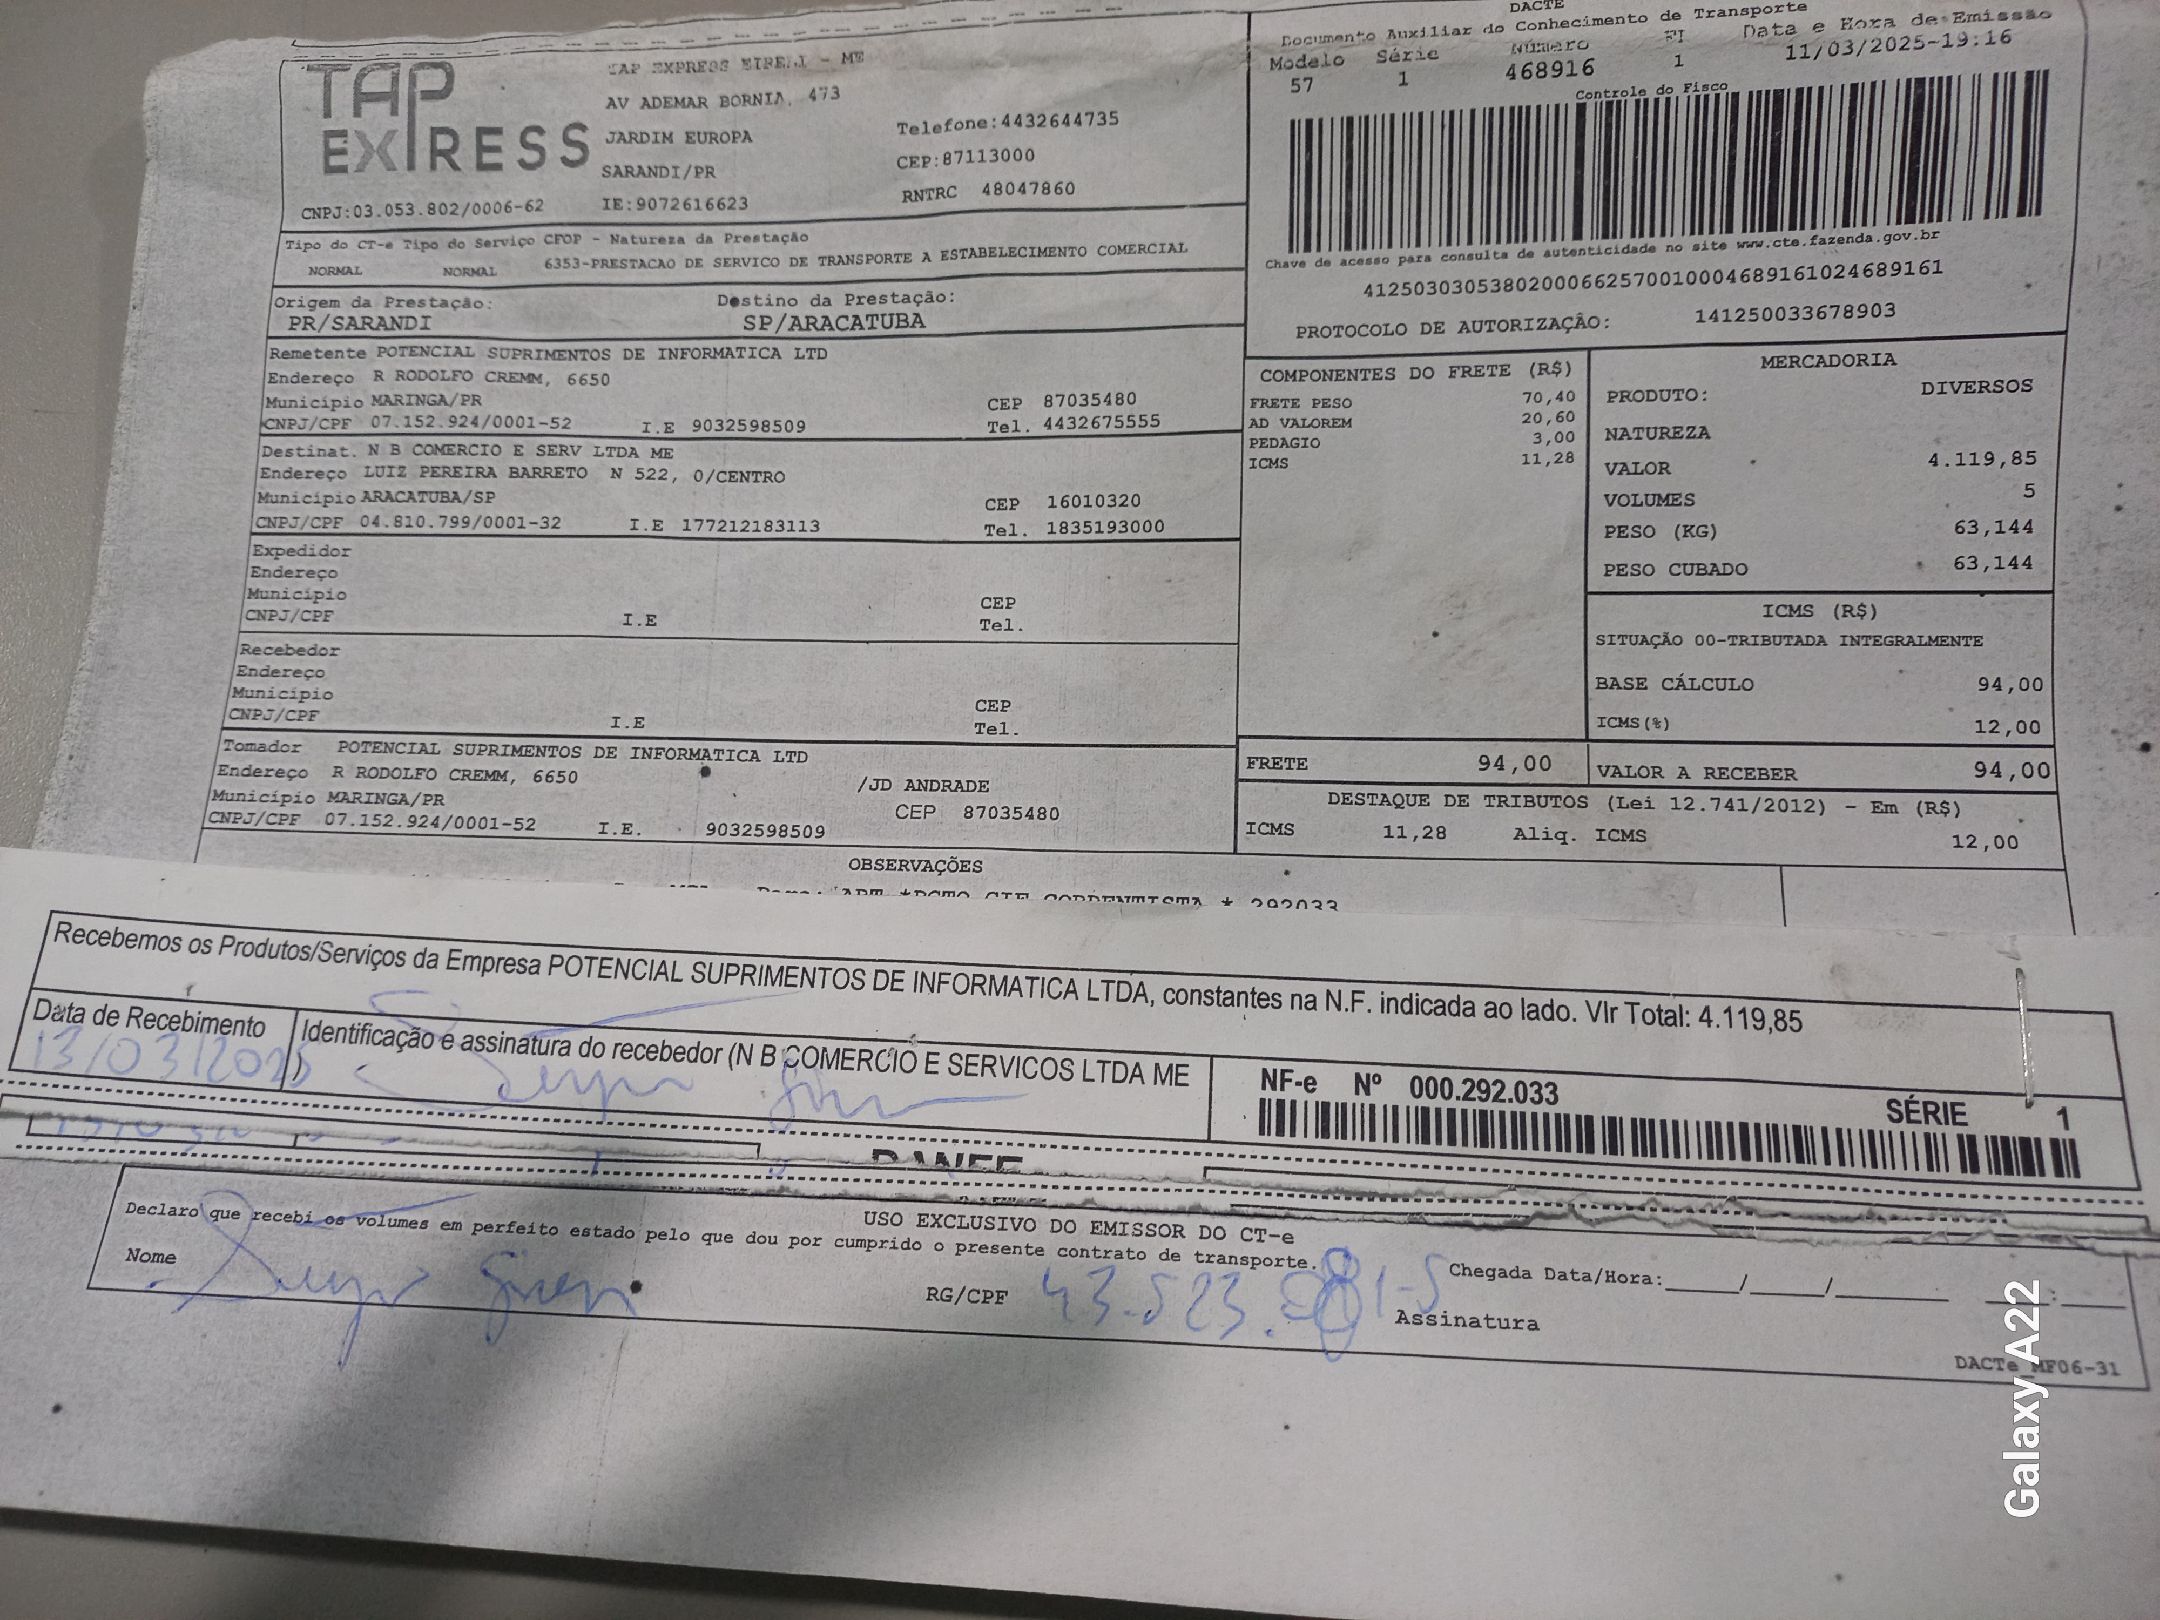 TAP EXPRESS
TAP EXPRESS EIRELI - ME
AV ADEMAR BORNIA, 473
JARDIM EUROPA
SARANDI/PR
Telefone:4432644735
CEP:87113000
RNTRC 48047860
CNPJ:03.053.802/0006-62 IE:9072616623
DACTE
Documento Auxiliar do Conhecimento de Transporte
Modelo Série Número Fl Data e Hora de Emissão
57 1 468916 1 11/03/2025-19:16
Controle do Fisco
Chave de acesso para consulta de autenticidade no site www.cte.fazenda.gov.br
41250303053802000662570010004689161024689161
PROTOCOLO DE AUTORIZAÇÃO: 141250033678903
Tipo do CT-e Tipo do Serviço CFOP - Natureza da Prestação
NORMAL NORMAL 6353-PRESTACAO DE SERVICO DE TRANSPORTE A ESTABELECIMENTO COMERCIAL
Origem da Prestação: Destino da Prestação:
PR/SARANDI SP/ARACATUBA
Remetente POTENCIAL SUPRIMENTOS DE INFORMATICA LTD
Endereço R RODOLFO CREMM, 6650
Município MARINGA/PR CEP 87035480
CNPJ/CPF 07.152.924/0001-52 I.E 9032598509 Tel. 4432675555
Destinat. N B COMERCIO E SERV LTDA ME
Endereço LUIZ PEREIRA BARRETO N 522, 0/CENTRO
Município ARACATUBA/SP CEP 16010320
CNPJ/CPF 04.810.799/0001-32 I.E 177212183113 Tel. 1835193000
Expedidor
Endereço
Município CEP
CNPJ/CPF I.E Tel.
Recebedor
Endereço
Município CEP
CNPJ/CPF I.E Tel.
Tomador POTENCIAL SUPRIMENTOS DE INFORMATICA LTD
Endereço R RODOLFO CREMM, 6650 /JD ANDRADE
Município MARINGA/PR CEP 87035480
CNPJ/CPF 07.152.924/0001-52 I.E. 9032598509
COMPONENTES DO FRETE (R$)
FRETE PESO 70,40
AD VALOREM 20,60
PEDAGIO 3,00
ICMS 11,28
MERCADORIA
PRODUTO: DIVERSOS
NATUREZA
VALOR 4.119,85
VOLUMES 5
PESO (KG) 63,144
PESO CUBADO 63,144
ICMS (R$)
SITUAÇÃO 00-TRIBUTADA INTEGRALMENTE
BASE CÁLCULO 94,00
ICMS(%) 12,00
FRETE 94,00 VALOR A RECEBER 94,00
DESTAQUE DE TRIBUTOS (Lei 12.741/2012) - Em (R$)
ICMS 11,28 Aliq. ICMS 12,00
OBSERVAÇÕES
CORRENTISTA * 292033
Recebemos os Produtos/Serviços da Empresa POTENCIAL SUPRIMENTOS DE INFORMATICA LTDA, constantes na N.F. indicada ao lado. Vlr Total: 4.119,85
Data de Recebimento Identificação e assinatura do recebedor (N B COMERCIO E SERVICOS LTDA ME
)
13/03/2025
NF-e Nº 000.292.033 SÉRIE 1
DANFE
USO EXCLUSIVO DO EMISSOR DO CT-e
Declaro que recebi os volumes em perfeito estado pelo que dou por cumprido o presente contrato de transporte.
Nome RG/CPF 43.523. Chegada Data/Hora:_____/_____/________ ____:____
Assinatura
DACTe_MF06-31
Galaxy A22